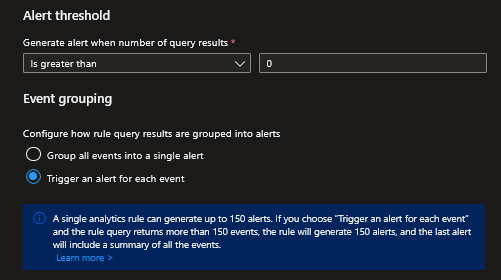 Alert threshold
Generate alert when number of query results *
Is greater than
0
Event grouping
Configure how rule query results are grouped into alerts
Group all events into a single alert
Trigger an alert for each event
A single analytics rule can generate up to 150 alerts. If you choose "Trigger an alert for each event"
and the rule query returns more than 150 events, the rule will generate 150 alerts, and the last alert
will include a summary of all the events.
Learn more >